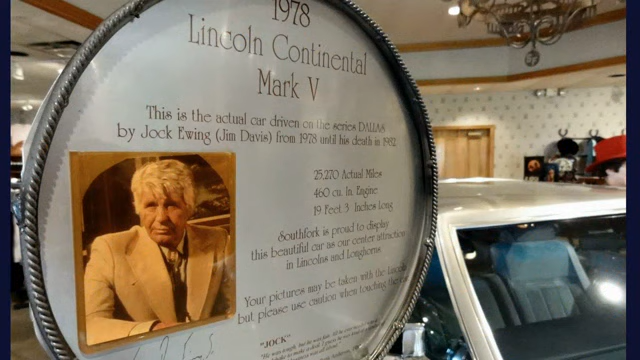 1978
Lincoln Continental
Mark V
This is the actual car driven on the series DALLAS
by Jock Ewing (Jim Davis) from 1978 until his death in 1982
25,270 Actual Miles
460 cu. In. Engine
19 Feet 3 Inches Long
Southfork is proud to display
this beautiful car as our center attraction
in Lincolns and Longhorns
Your pictures may be taken with the Lincoln
but please use caution when touching
"JOCK"